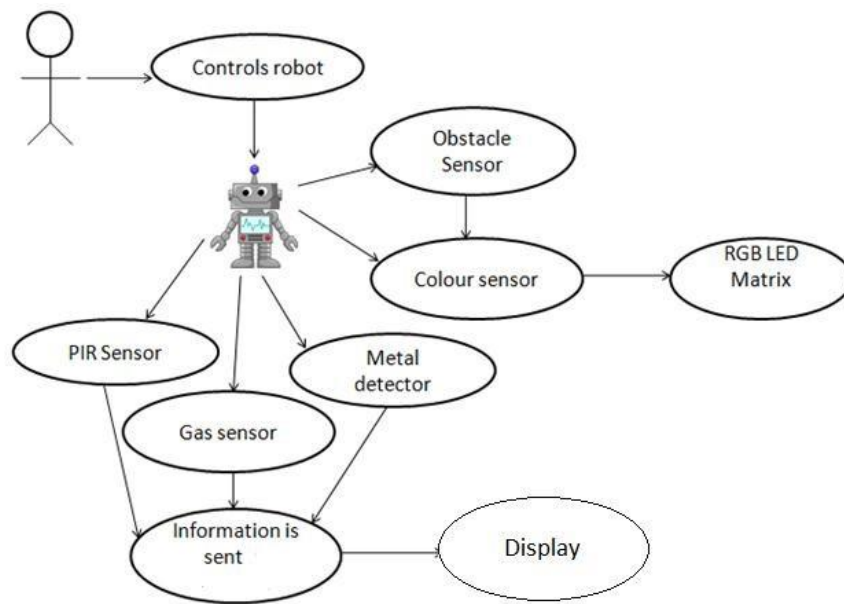 Controls robot
Obstacle
Sensor
Colour sensor
RGB LED
Matrix
PIR Sensor
Metal
detector
Gas sensor
Information is
sent
Display